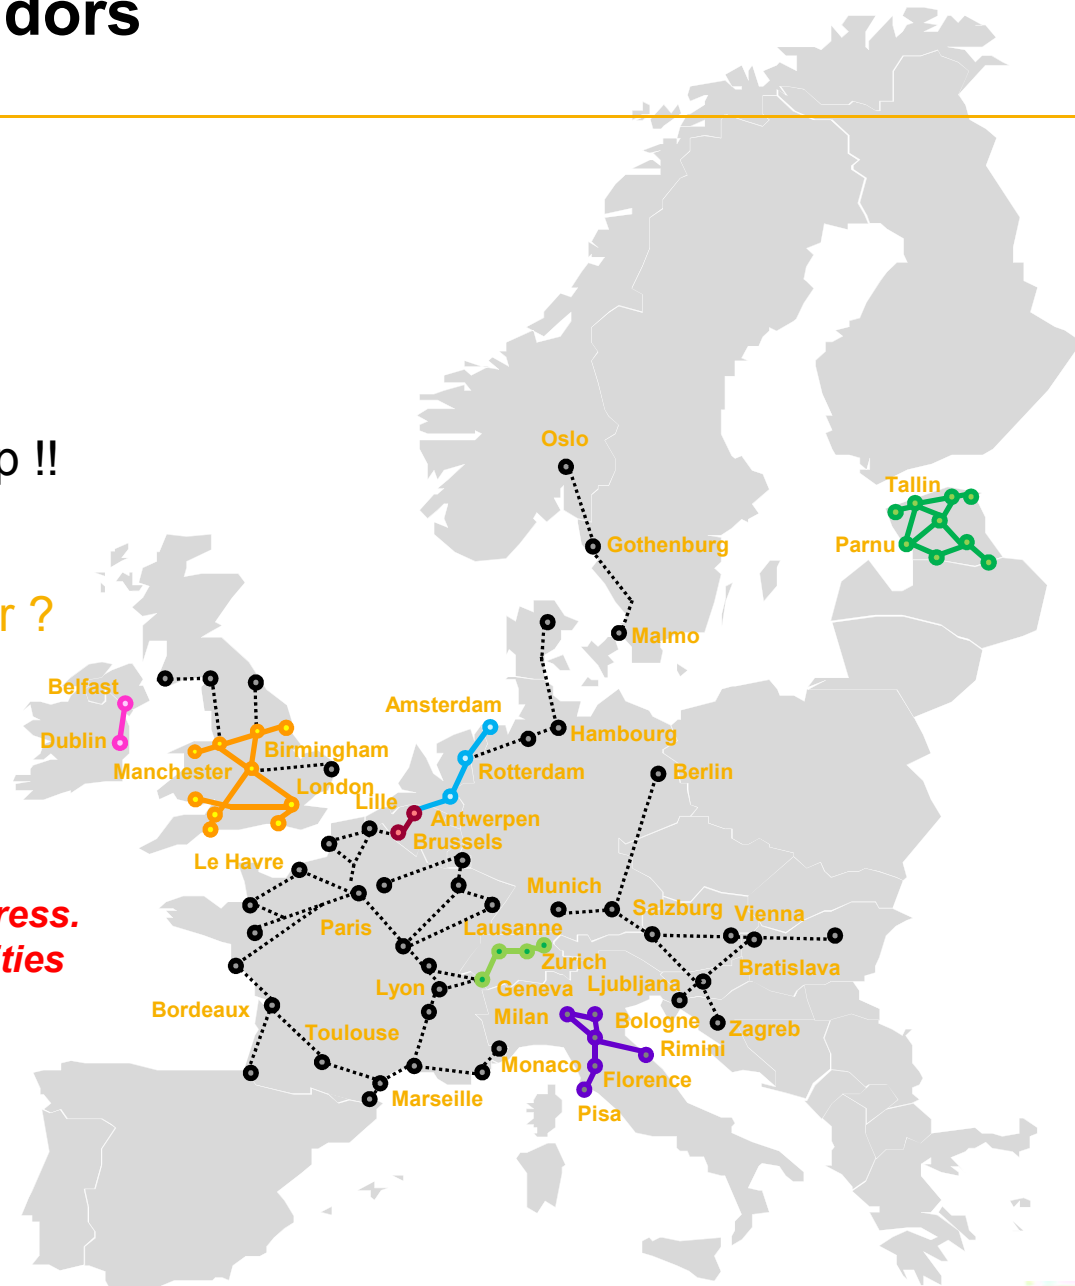 dors
p !!
r ?
ress.
ties
Oslo
Tallin
Gothenburg
Parnu
Malmo
Belfast
Amsterdam
Dublin
Hambourg
Birmingham
Manchester
Rotterdam
Berlin
London
Lille
Antwerpen
Brussels
Le Havre
Munich
Salzburg
Vienna
Paris
Lausanne
Zurich
Bratislava
Lyon
Geneva
Ljubljana
Bordeaux
Milan
Bologne
Zagreb
Toulouse
Rimini
Monaco
Florence
Marseille
Pisa